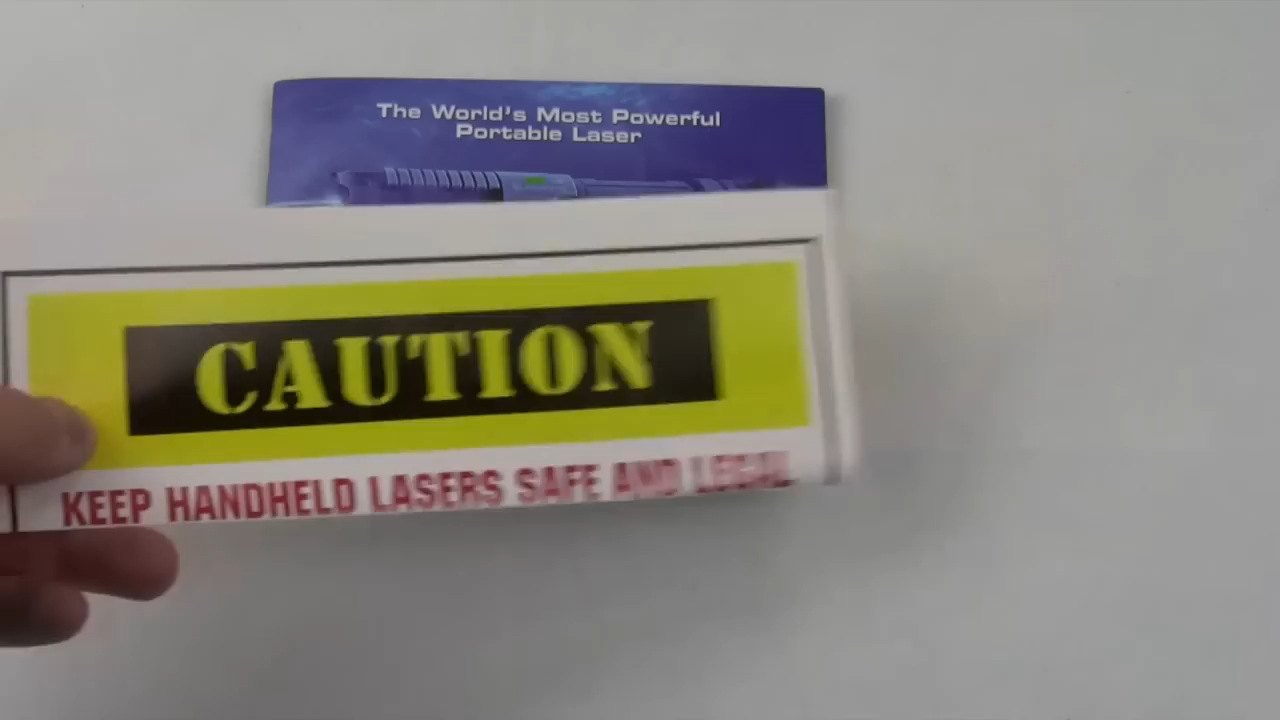 The World's Most Powerful
Portable Laser
CAUTION
KEEP HANDHELD LASERS SAFE AND LEGAL